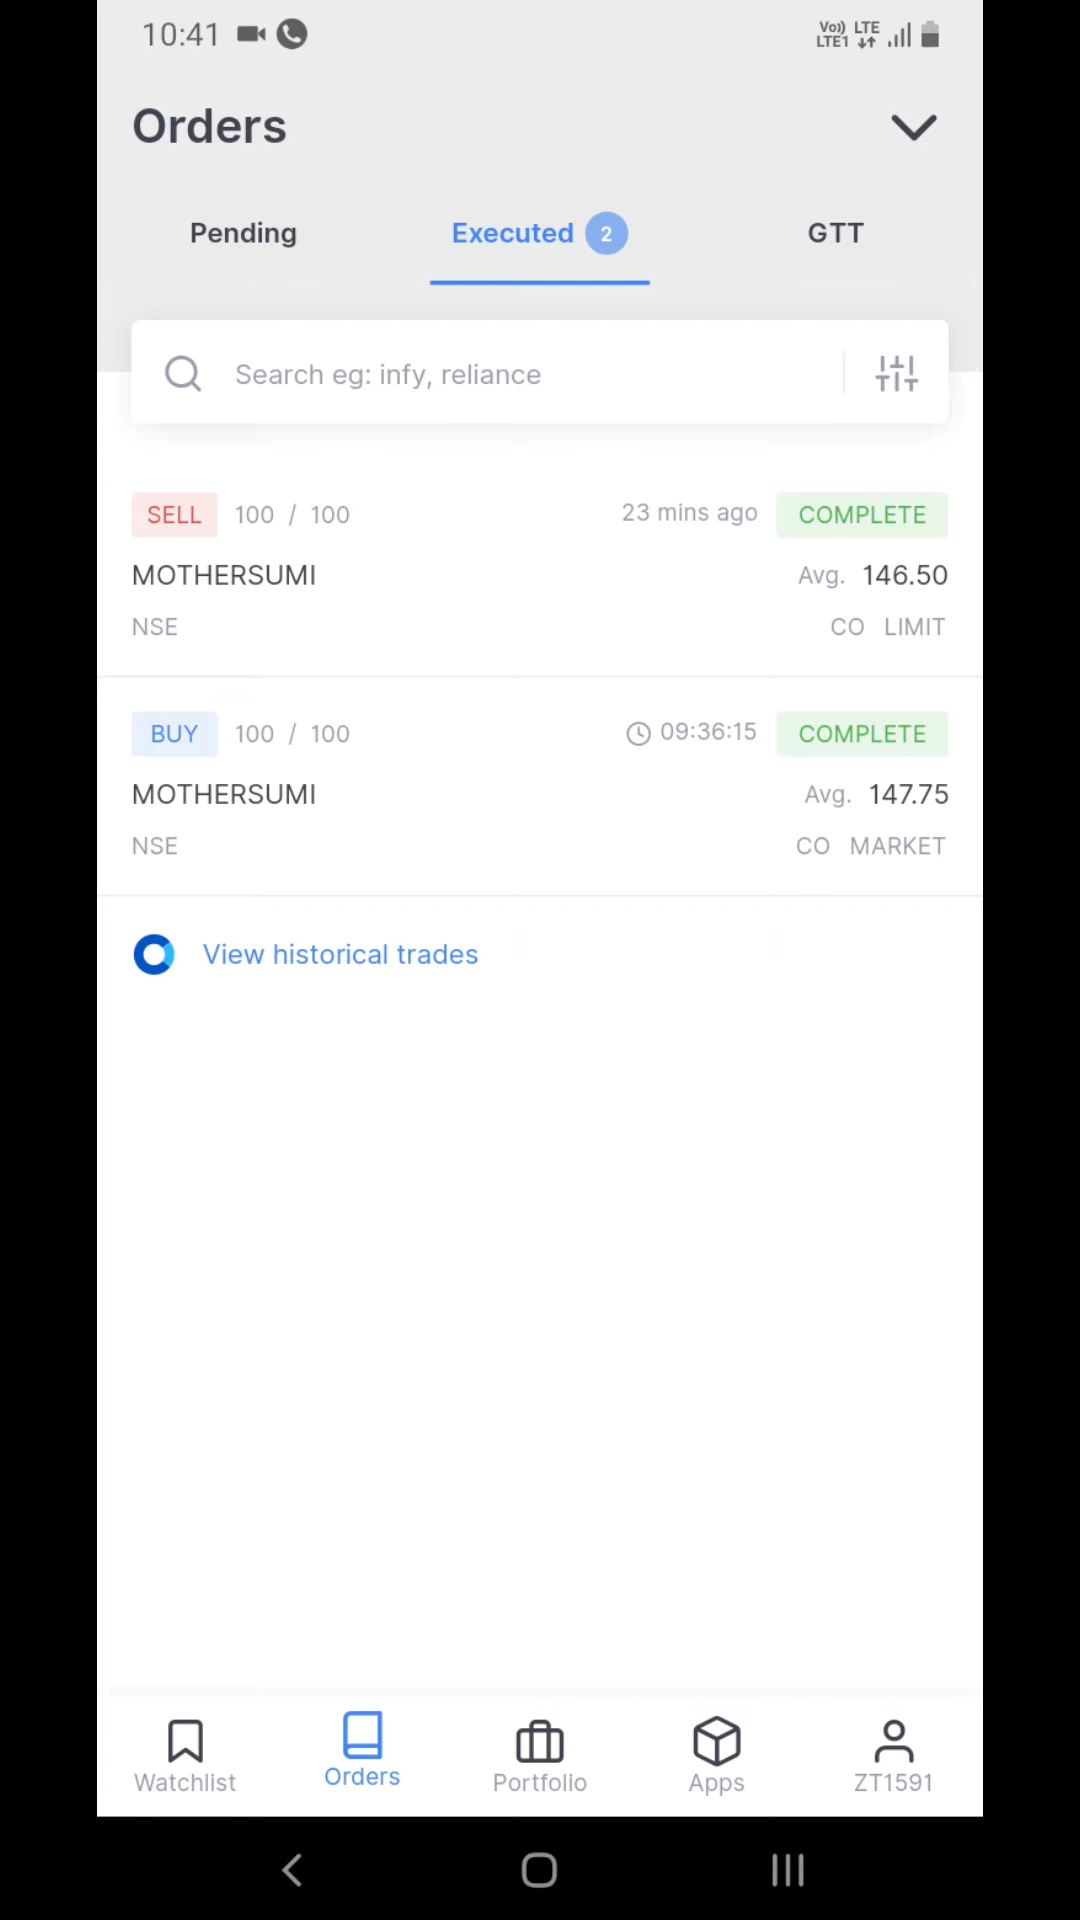 10:41 Vo)) LTE1 LTE
Orders
Pending Executed 2 GTT
Search eg: infy, reliance
SELL 100 / 100 23 mins ago COMPLETE
MOTHERSUMI Avg. 146.50
NSE CO LIMIT
BUY 100 / 100 09:36:15 COMPLETE
MOTHERSUMI Avg. 147.75
NSE CO MARKET
View historical trades
Watchlist Orders Portfolio Apps ZT1591